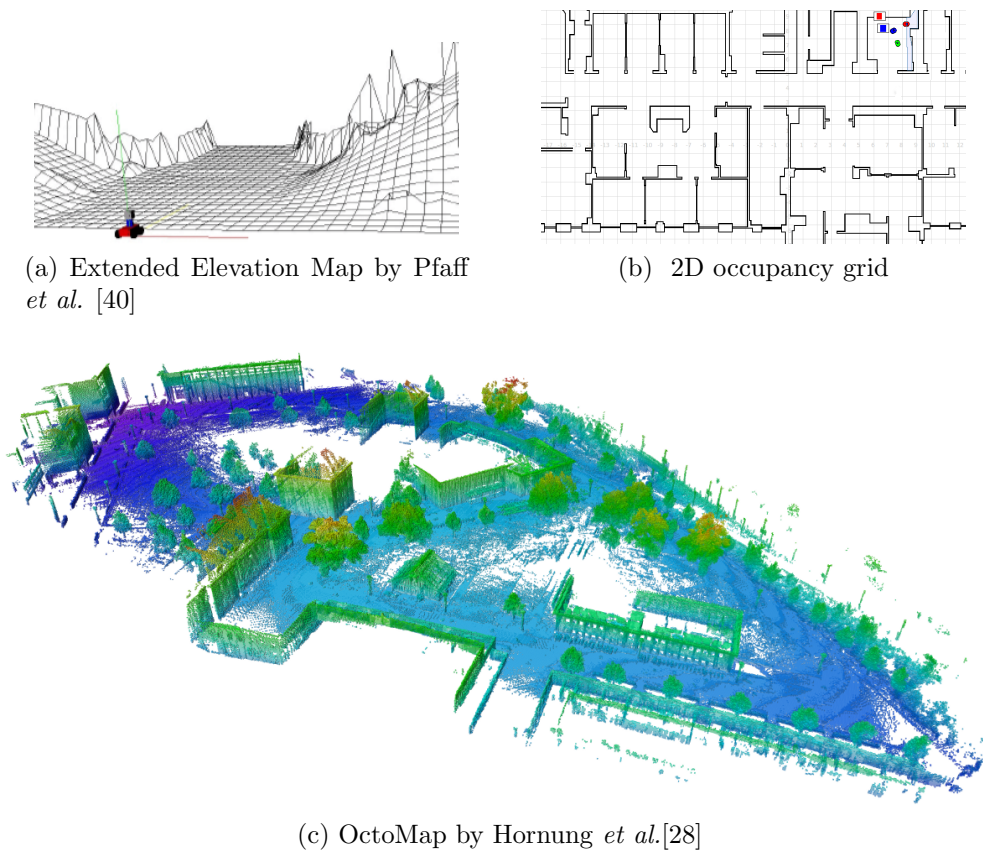 (a) Extended Elevation Map by Pfaff
et al. [40]
(b) 2D occupancy grid
(c) OctoMap by Hornung et al.[28]